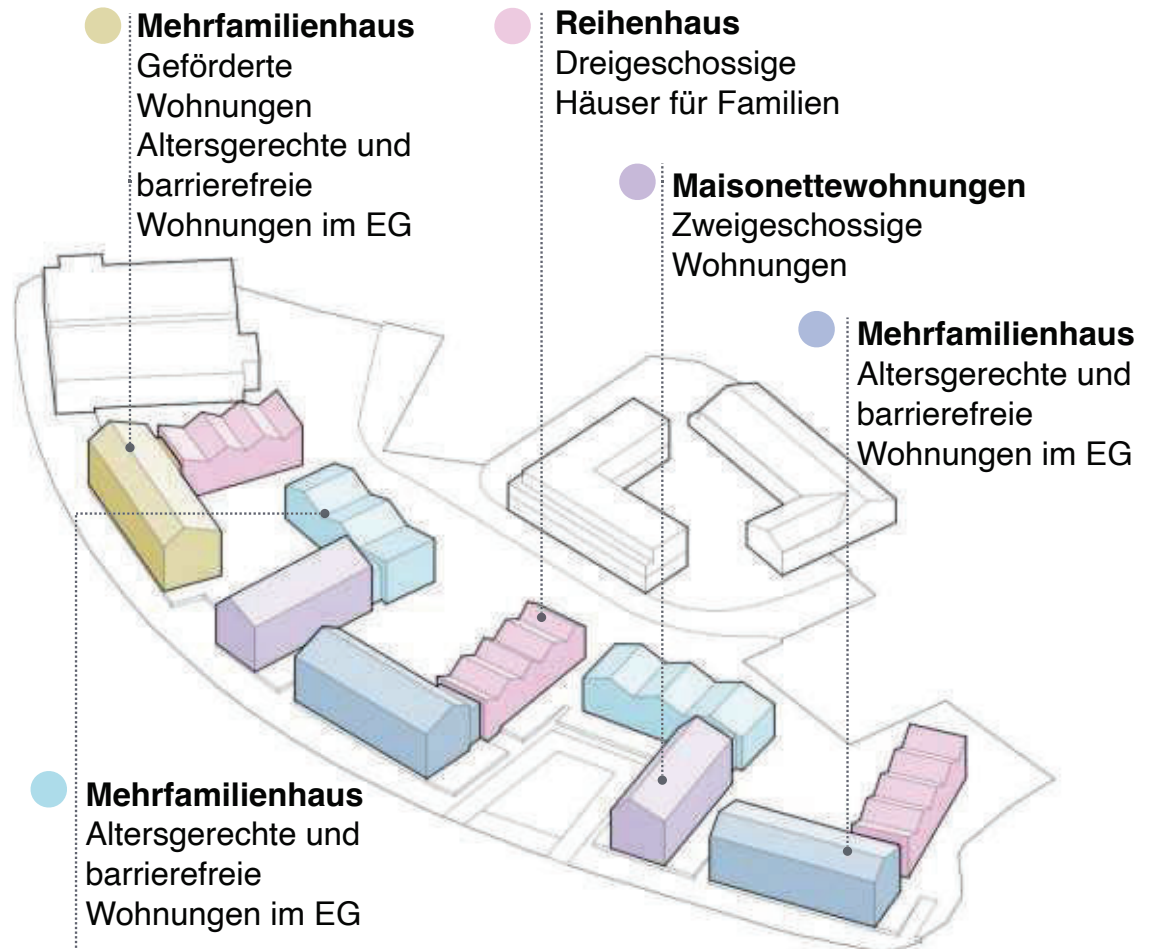 Mehrfamilienhaus
Geförderte
Wohnungen
Altersgerechte und
barrierefreie
Wohnungen im EG
Reihenhaus
Dreigeschossige
Häuser für Familien
Maisonettewohnungen
Zweigeschossige
Wohnungen
Mehrfamilienhaus
Altersgerechte und
barrierefreie
Wohnungen im EG
Mehrfamilienhaus
Altersgerechte und
barrierefreie
Wohnungen im EG